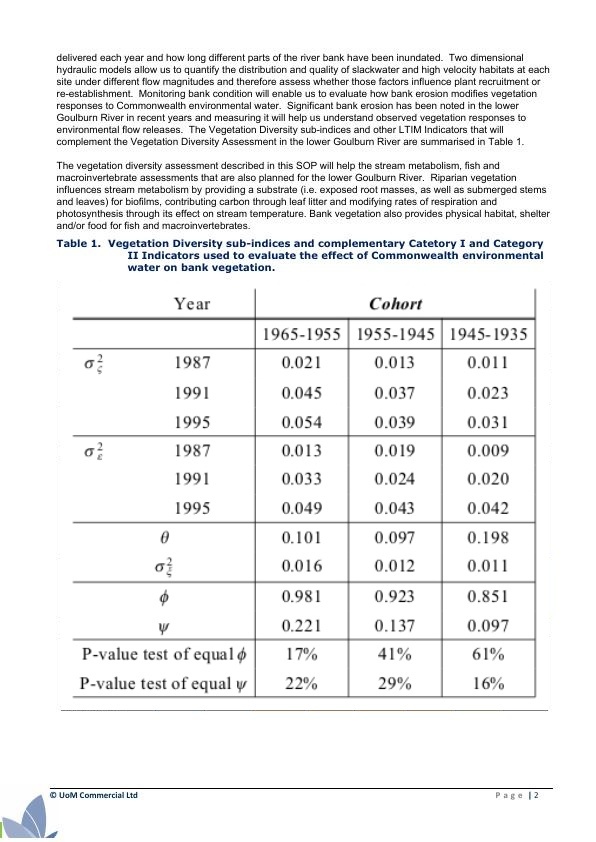 delivered each year and how long different parts of the river bank have been inundated.  Two dimensional
hydraulic models allow us to quantify the distribution and quality of slackwater and high velocity habitats at each
site under different flow magnitudes and therefore assess whether those factors influence plant recruitment or
re-establishment.  Monitoring bank condition will enable us to evaluate how bank erosion modifies vegetation
responses to Commonwealth environmental water.  Significant bank erosion has been noted in the lower
Goulburn River in recent years and measuring it will help us understand observed vegetation responses to
environmental flow releases.  The Vegetation Diversity sub-indices and other LTIM Indicators that will
complement the Vegetation Diversity Assessment in the lower Goulburn River are summarised in Table 1.
The vegetation diversity assessment described in this SOP will help the stream metabolism, fish and
macroinvertebrate assessments that are also planned for the lower Goulburn River.  Riparian vegetation
influences stream metabolism by providing a substrate (i.e. exposed root masses, as well as submerged stems
and leaves) for biofilms, contributing carbon through leaf litter and modifying rates of respiration and
photosynthesis through its effect on stream temperature. Bank vegetation also provides physical habitat, shelter
and/or food for fish and macroinvertebrates.
Table 1.  Vegetation Diversity sub-indices and complementary Catetory I and Category
II Indicators used to evaluate the effect of Commonwealth environmental
water on bank vegetation.
Year Cohort
1965-1955 1955-1945 1945-1935
σ²ζ 1987 0.021 0.013 0.011
1991 0.045 0.037 0.023
1995 0.054 0.039 0.031
σ²ε 1987 0.013 0.019 0.009
1991 0.033 0.024 0.020
1995 0.049 0.043 0.042
θ 0.101 0.097 0.198
σ²ξ 0.016 0.012 0.011
ϕ 0.981 0.923 0.851
ψ 0.221 0.137 0.097
P-value test of equal ϕ 17% 41% 61%
P-value test of equal ψ 22% 29% 16%
© UoM Commercial Ltd Page | 2